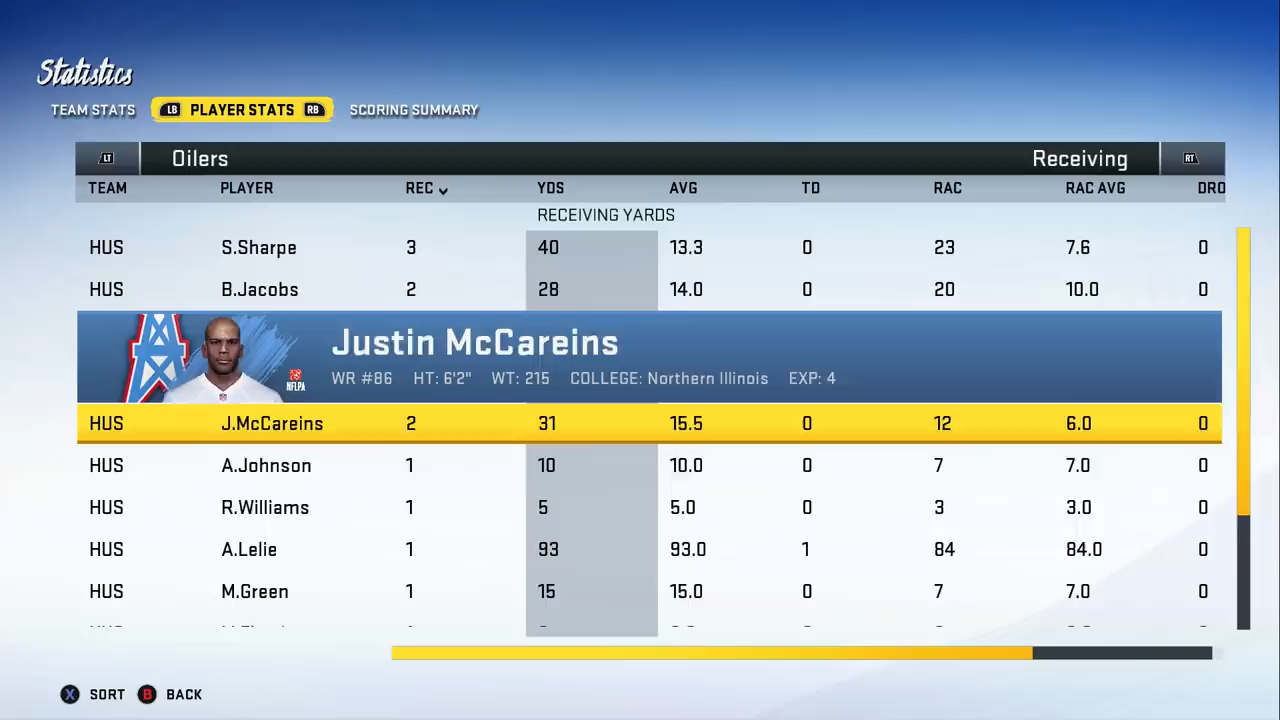 Statistics
TEAM STATS LB PLAYER STATS RB SCORING SUMMARY
LT Oilers Receiving RT
TEAM PLAYER REC YDS AVG TD RAC RAC AVG DRO
RECEIVING YARDS
HUS S.Sharpe 3 40 13.3 0 23 7.6 0
HUS B.Jacobs 2 28 14.0 0 20 10.0 0
Justin McCareins
WR #86 HT: 6'2" WT: 215 COLLEGE: Northern Illinois EXP: 4
NFLPA
HUS J.McCareins 2 31 15.5 0 12 6.0 0
HUS A.Johnson 1 10 10.0 0 7 7.0 0
HUS R.Williams 1 5 5.0 0 3 3.0 0
HUS A.Lelie 1 93 93.0 1 84 84.0 0
HUS M.Green 1 15 15.0 0 7 7.0 0
X SORT B BACK